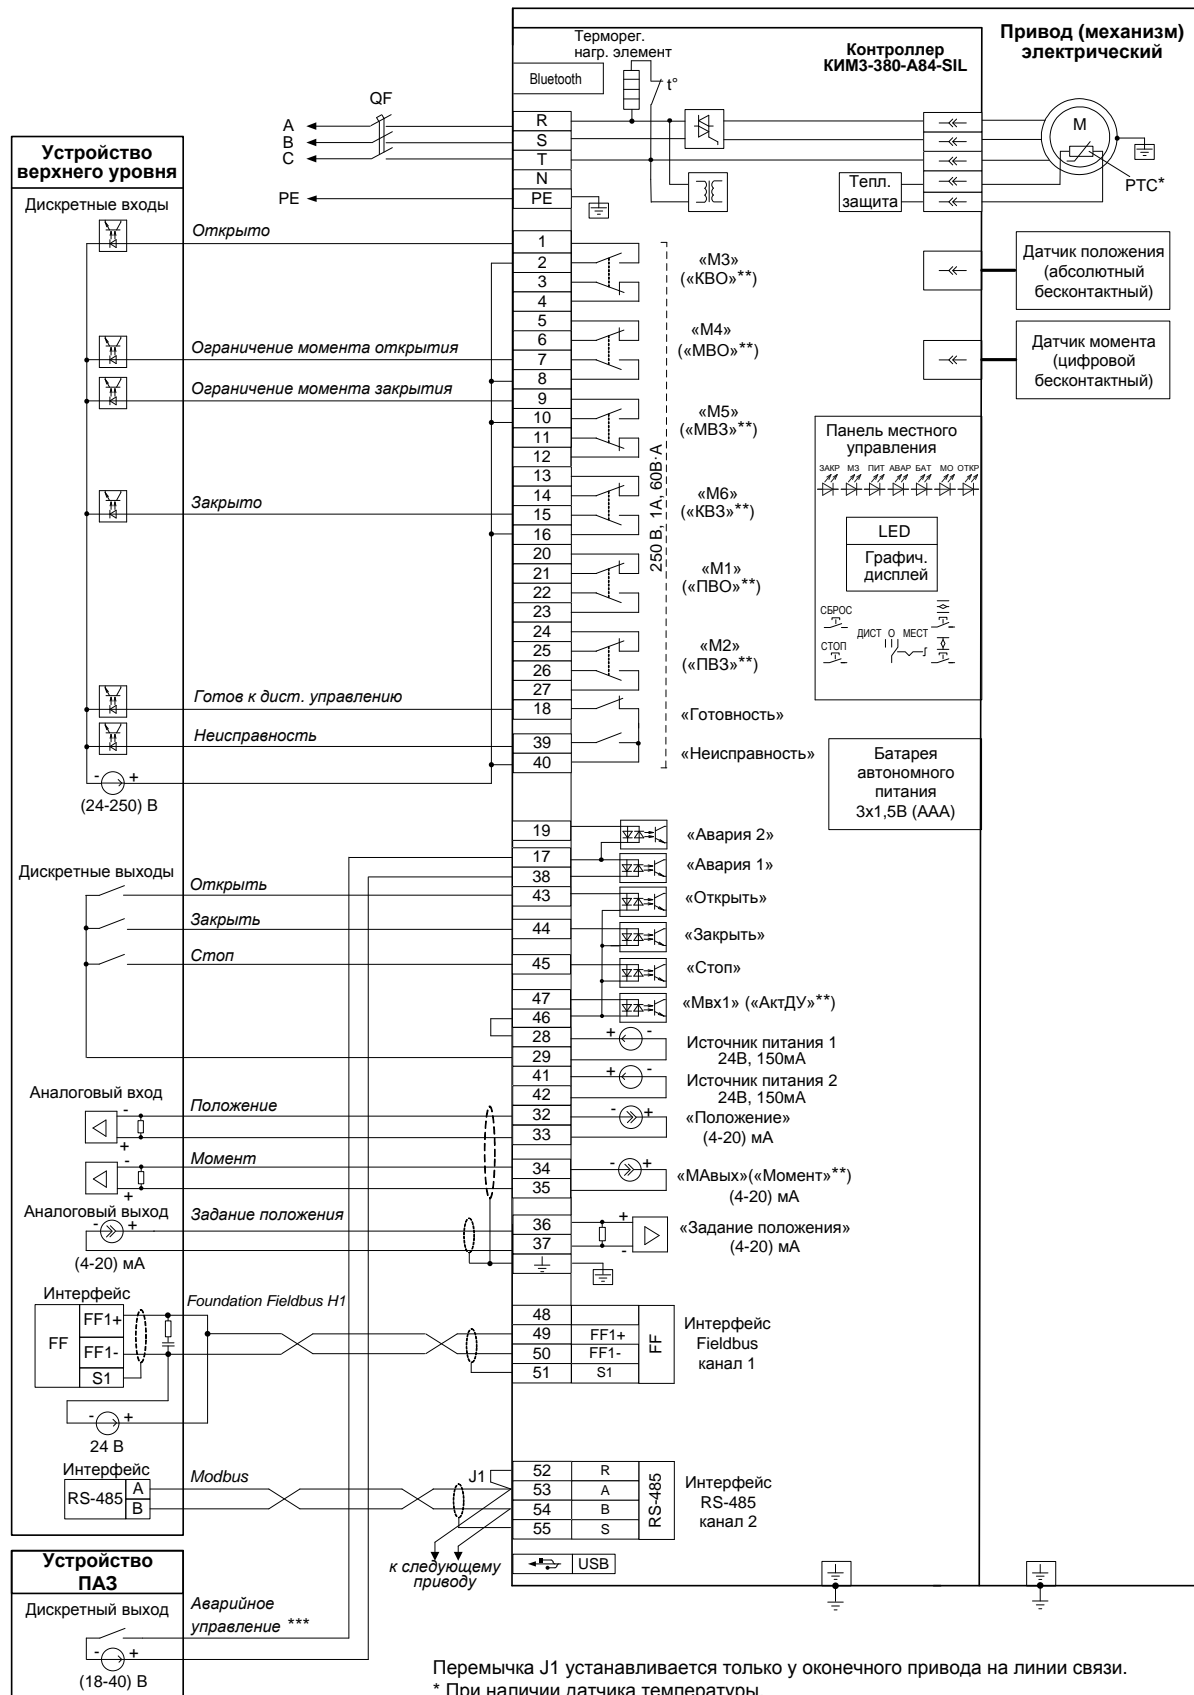 Привод (механизм)
электрический
Контроллер
КИМ3-380-А84-SIL
Терморег.
нагр. элемент
Bluetooth
t°
QF
A
B
C
PE
R
S
T
N
PE
M
PTC*
Тепл.
защита
Устройство
верхнего уровня
Дискретные входы
Открыто
Ограничение момента открытия
Ограничение момента закрытия
Закрыто
Готов к дист. управлению
Неисправность
- +
(24-250) В
1
2
3
4
5
6
7
8
9
10
11
12
13
14
15
16
20
21
22
23
24
25
26
27
18
39
40
«М3»
(«КВО»**)
«М4»
(«МВО»**)
«М5»
(«МВЗ»**)
«М6»
(«КВЗ»**)
«М1»
(«ПВО»**)
«М2»
(«ПВЗ»**)
«Готовность»
«Неисправность»
250 В, 1А, 60В·А
Датчик положения
(абсолютный
бесконтактный)
Датчик момента
(цифровой
бесконтактный)
Панель местного
управления
ЗАКР МЗ ПИТ АВАР БАТ МО ОТКР
LED
Графич.
дисплей
СБРОС
СТОП
ДИСТ О МЕСТ
Батарея
автономного
питания
3х1,5В (ААА)
Дискретные выходы
Открыть
Закрыть
Стоп
19
17
38
43
44
45
47
46
28
29
41
42
32
33
34
35
36
37
«Авария 2»
«Авария 1»
«Открыть»
«Закрыть»
«Стоп»
«Мвх1» («АктДУ»**)
+ -
Источник питания 1
24В, 150мА
+ -
Источник питания 2
24В, 150мА
- +
«Положение»
(4-20) мА
- +
«МАвых»(«Момент»**)
(4-20) мА
+
-
«Задание положения»
(4-20) мА
Аналоговый вход
-
+
Положение
-
+
Момент
Аналоговый выход
- +
Задание положения
(4-20) мА
Интерфейс
Foundation Fieldbus H1
FF
FF1+
FF1-
S1
- +
24 В
48
49 FF1+
50 FF1-
51 S1
FF
Интерфейс
Fieldbus
канал 1
Интерфейс
RS-485
A
B
Modbus
J1
52 R
53 A
54 B
55 S
RS-485
Интерфейс
RS-485
канал 2
USB
к следующему
приводу
Устройство
ПАЗ
Дискретный выход
Аварийное
управление ***
- +
(18-40) В
Перемычка J1 устанавливается только у оконечного привода на линии связи.
* При наличии датчика температуры